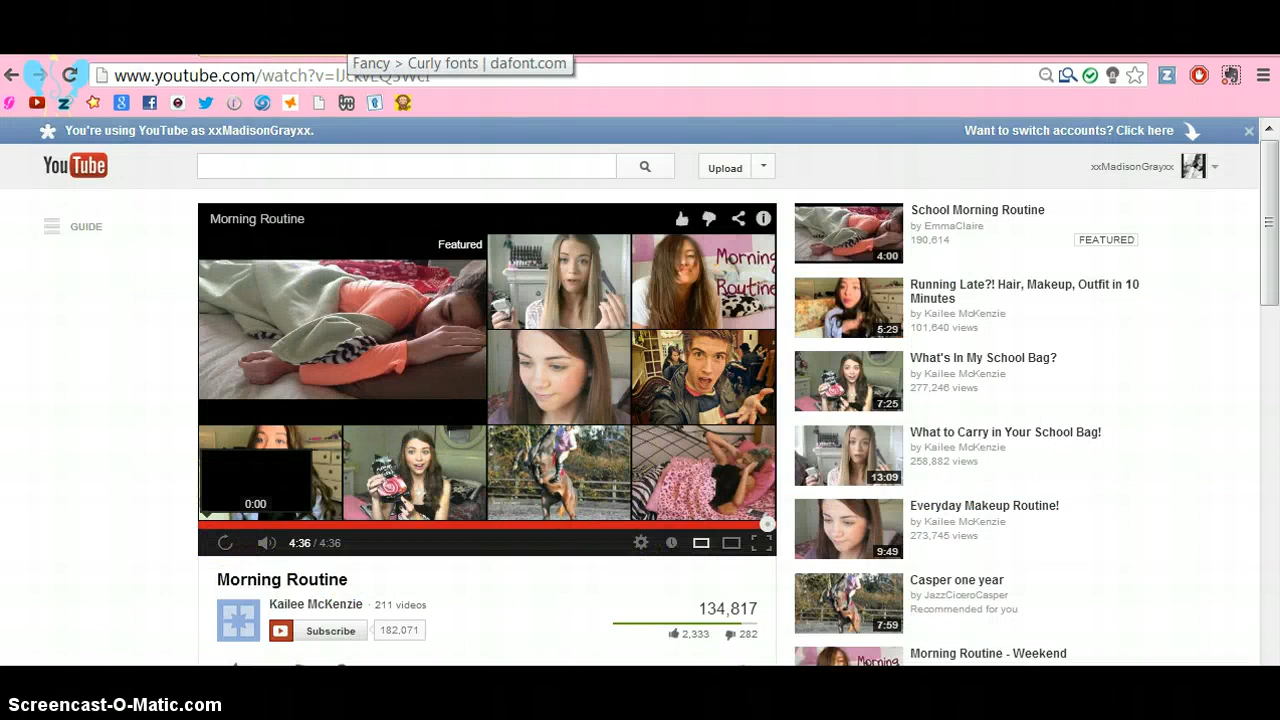 Fancy > Curly fonts | dafont.com
www.youtube.com/watch?v=
You're using YouTube as xxMadisonGrayxx.
Want to switch accounts? Click here
YouTube
Upload
xxMadisonGrayxx
GUIDE
Morning Routine
Featured
Morning
Routine
0:00
4:36 / 4:36
Morning Routine
Kailee McKenzie · 211 videos
Subscribe
182,071
134,817
2,333
282
School Morning Routine
by EmmaClaire
190,614
FEATURED
4:00
Running Late?! Hair, Makeup, Outfit in 10
Minutes
by Kailee McKenzie
101,640 views
5:29
What's In My School Bag?
by Kailee McKenzie
277,246 views
7:25
What to Carry in Your School Bag!
by Kailee McKenzie
258,882 views
13:09
Everyday Makeup Routine!
by Kailee McKenzie
273,745 views
9:49
Casper one year
by JazzCiceroCasper
Recommended for you
7:59
Morning Routine - Weekend
Morning
Screencast-O-Matic.com